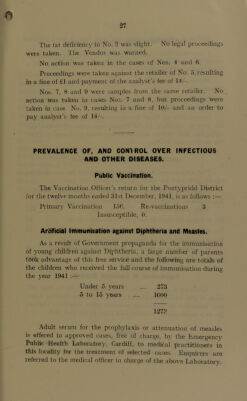 27
The fat deficiency in No. 2 was slight. No legal proceedings
were taken. The Vendor was warned.
No action was taken in the cases of Nos. 4 and 6.
Proceedings were taken against the retailer of No. 5, resulting
in a fine of £1 and payment of the analyst's fee of 14/-.
Nos. 7, 8 and 9 were samples from the same retailer. No
action was taken in cases Nos. 7 and 8, but proceedings were
taken in case No. 9, resulting in a fine of 10/- and an order to
pay analyst's fee of 14/-.
PREVALENCE OF, AND CONTROL OVER INFECTIOUS
AND OTHER DISEASES.
Public Vaccination.
The Vaccination Officer's return for the Pontypridd District
for the twelve months ended 31st December, 1941, is as follows :—
Primary Vaccination 156. Re-vaccinations 3
Insusceptible, 0.
Artificial Immunisation against Diphtheria and Measles.
As a result of Government propaganda for the immunisation
of young children against Diphtheria, a large number of parents
took advantage of this free service and the following are totals of
the children who received the full course of immunisation during
the year 1941 :—
Under 5 years ... 273
5 to 15 years ... 1000
1273
Adult serum for the prophylaxis or attenuation of measles
is offered to approved cases, free of charge, by the Emergency
Public Health Laboratory, Cardiff, to medical practitioners in
this locality for the treatment of selected cases. Enquirers are
referred to the medical officer in charge of the above Laboratory.